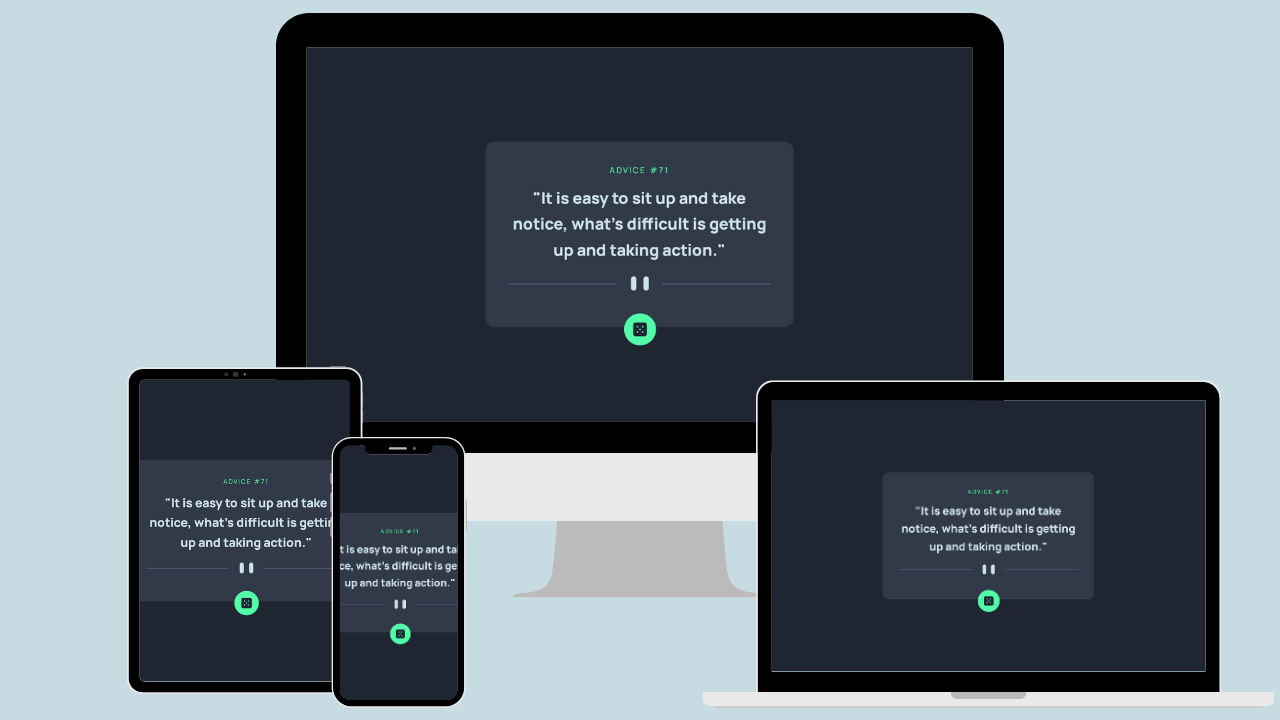 ADVICE #71
"It is easy to sit up and take
notice, what's difficult is getting
up and taking action."
ADVICE #71
"It is easy to sit up and take
notice, what's difficult is gettin
up and taking action."
ADVICE #71
t is easy to sit up and ta
ce, what's difficult is ge
up and taking action."
ADVICE #71
"It is easy to sit up and take
notice, what's difficult is getting
up and taking action."